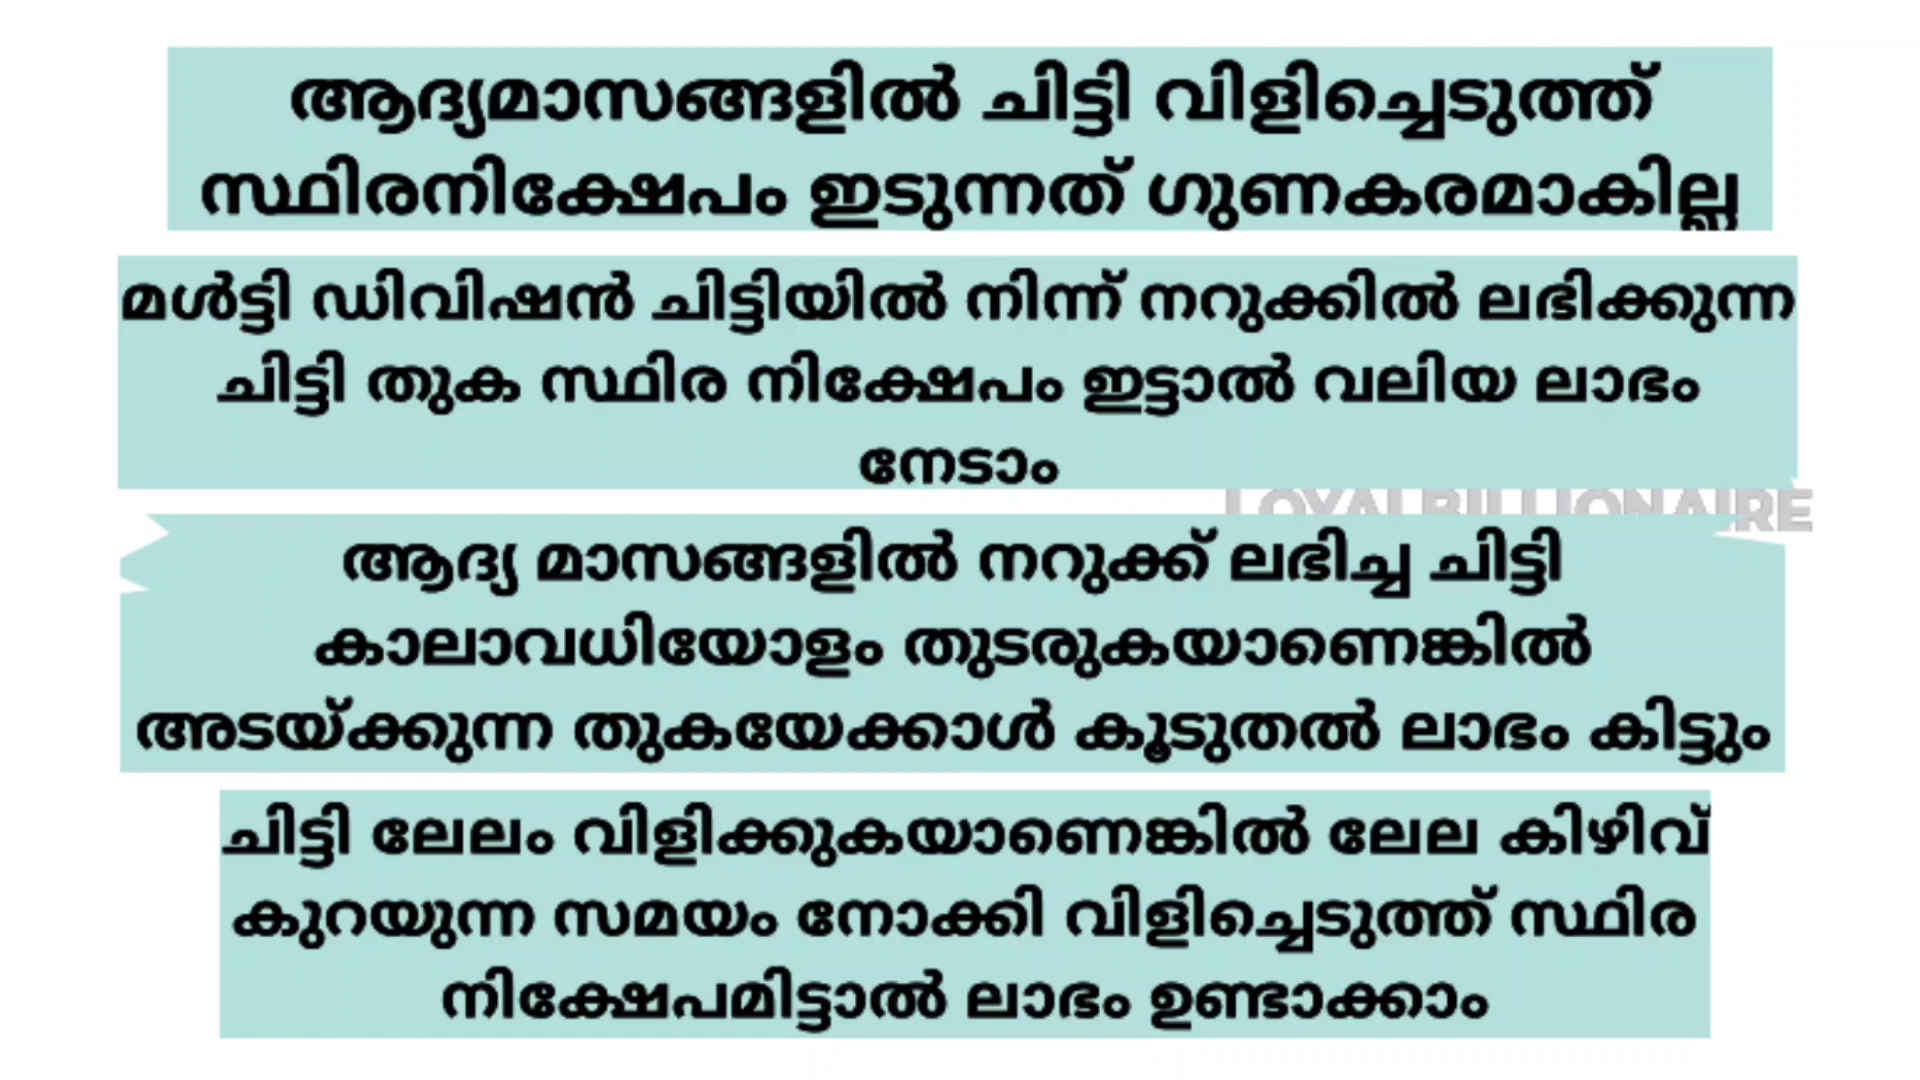 ആദ്യമാസങ്ങളിൽ ചിട്ടി വിളിച്ചെടുത്ത്
സ്ഥിരനിക്ഷേപം ഇടുന്നത് ഗുണകരമാകില്ല
മൾട്ടി ഡിവിഷൻ ചിട്ടിയിൽ നിന്ന് നറുക്കിൽ ലഭിക്കുന്ന
ചിട്ടി തുക സ്ഥിര നിക്ഷേപം ഇട്ടാൽ വലിയ ലാഭം
നേടാം
LOYALBILLIONAIRE
ആദ്യ മാസങ്ങളിൽ നറുക്ക് ലഭിച്ച ചിട്ടി
കാലാവധിയോളം തുടരുകയാണെങ്കിൽ
അടയ്ക്കുന്ന തുകയേക്കാൾ കൂടുതൽ ലാഭം കിട്ടും
ചിട്ടി ലേലം വിളിക്കുകയാണെങ്കിൽ ലേല കിഴിവ്
കുറയുന്ന സമയം നോക്കി വിളിച്ചെടുത്ത് സ്ഥിര
നിക്ഷേപമിട്ടാൽ ലാഭം ഉണ്ടാക്കാം